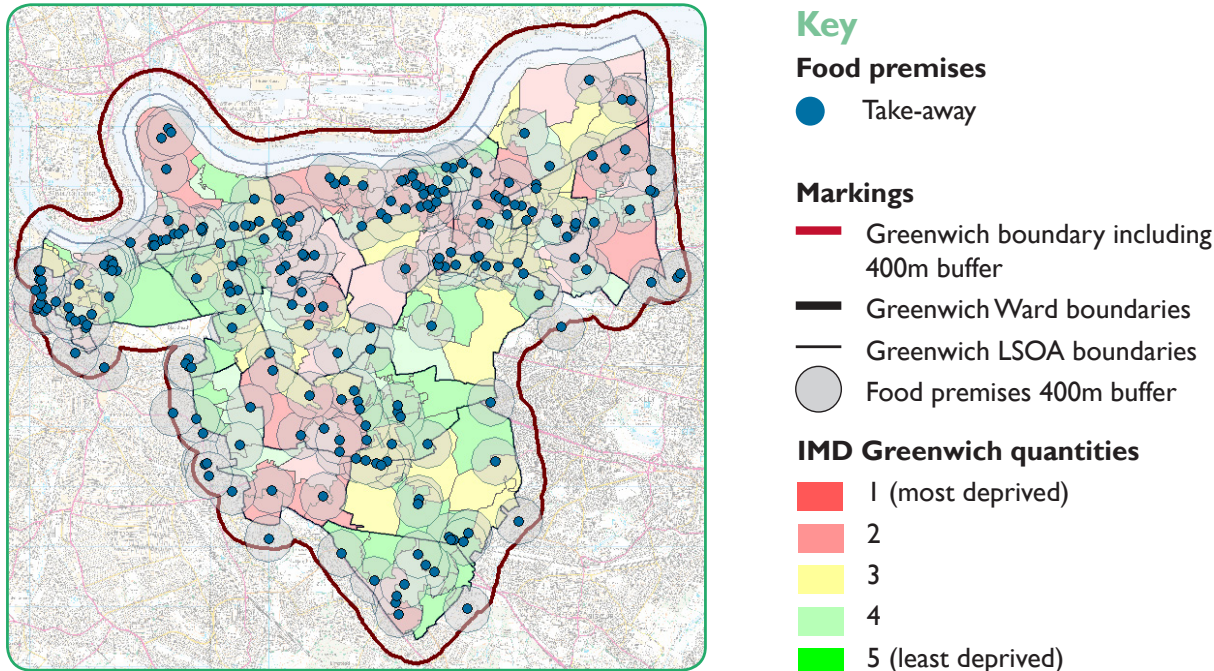 Key
Food premises
Take-away
Markings
Greenwich boundary including
400m buffer
Greenwich Ward boundaries
Greenwich LSOA boundaries
Food premises 400m buffer
IMD Greenwich quantities
1 (most deprived)
2
3
4
5 (least deprived)